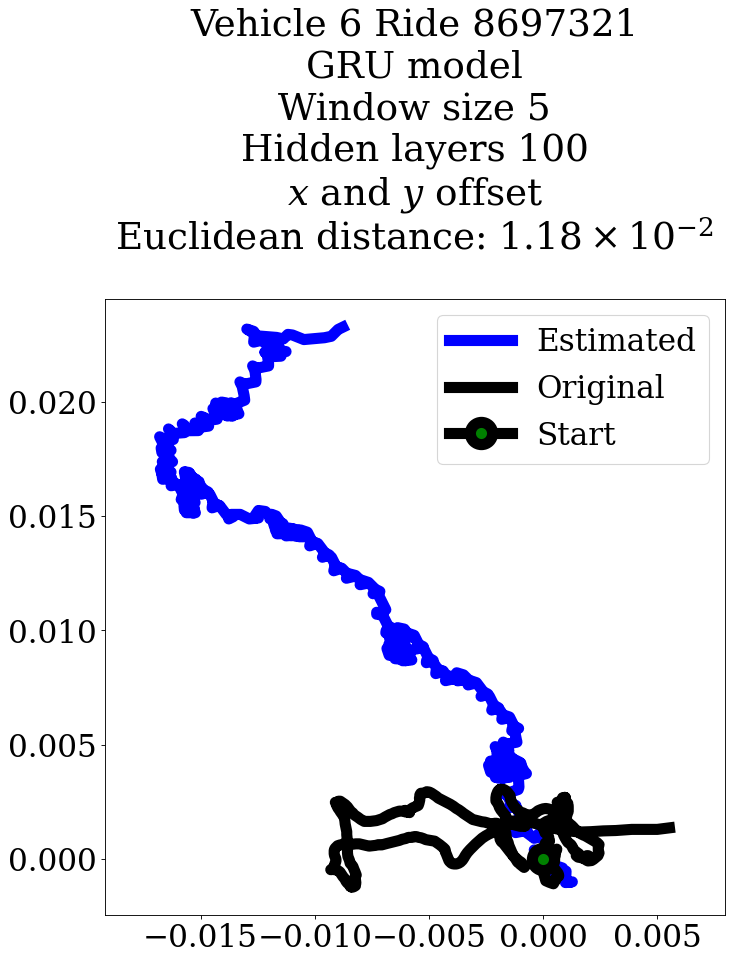 Vehicle 6 Ride 8697321
GRU model
Window size 5
Hidden layers 100
x and y offset
Euclidean distance: 1.18 × 10⁻²
Estimated
Original
Start
0.020
0.015
0.010
0.005
0.000
−0.015 −0.010 −0.005 0.000 0.005